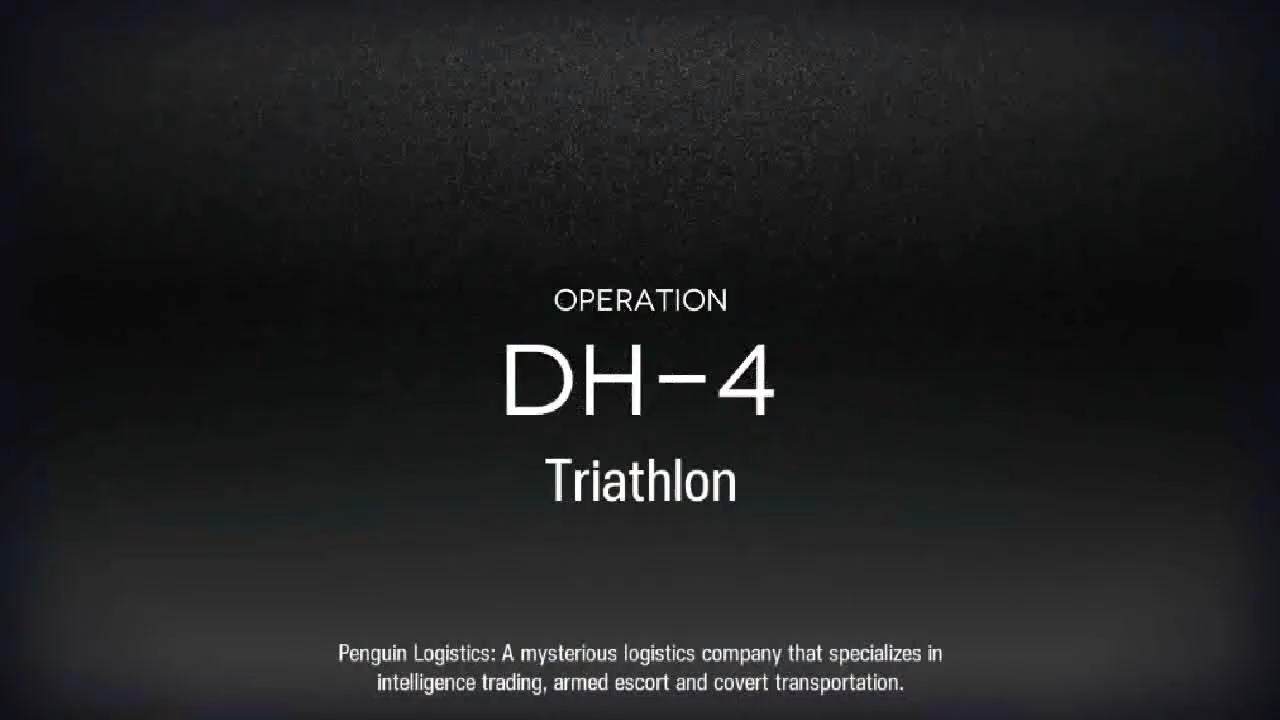 OPERATION
DH-4
Triathlon
Penguin Logistics: A mysterious logistics company that specializes in
intelligence trading, armed escort and covert transportation.